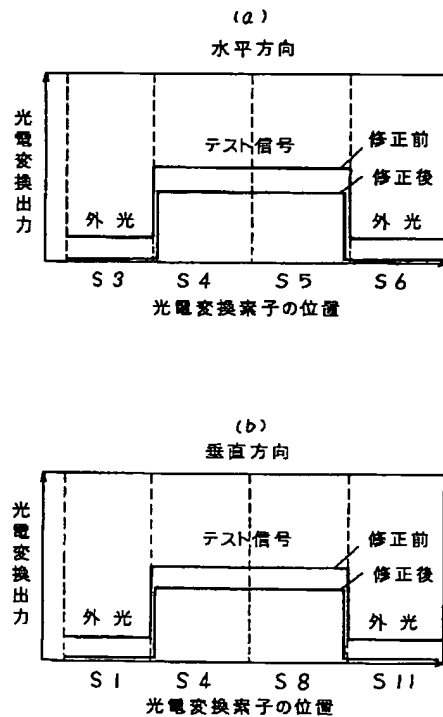 (a)
水平方向
光電変換出力
テスト信号
修正前
修正後
外光
外光
S3 S4 S5 S6
光電変換素子の位置
(b)
垂直方向
光電変換出力
テスト信号
修正前
修正後
外光
外光
S1 S4 S8 S11
光電変換素子の位置